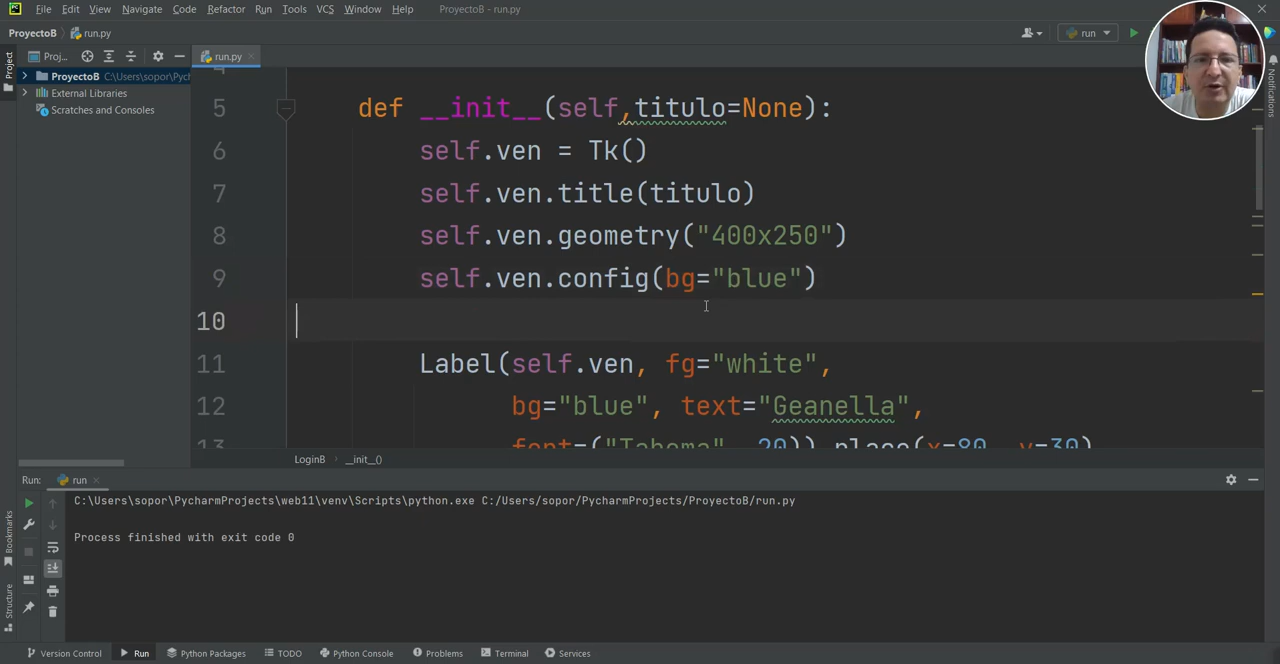 File Edit View Navigate Code Refactor Run Tools VCS Window Help ProyectoB - run.py
ProyectoB run.py run
Project Proj... run.py
ProyectoB C:\Users\sopor\Pych
External Libraries
Scratches and Consoles
Notifications
4
5 def __init__(self,titulo=None):
6 self.ven = Tk()
7 self.ven.title(titulo)
8 self.ven.geometry("400x250")
9 self.ven.config(bg="blue")
10
11 Label(self.ven, fg="white",
12 bg="blue", text="Geanella",
13 font=("Tahoma", 20)).place(x=80, y=30)
LoginB __init__()
Run: run
C:\Users\sopor\PycharmProjects\web11\venv\Scripts\python.exe C:/Users/sopor/PycharmProjects/ProyectoB/run.py
Process finished with exit code 0
Bookmarks
Structure
Version Control Run Python Packages TODO Python Console Problems Terminal Services